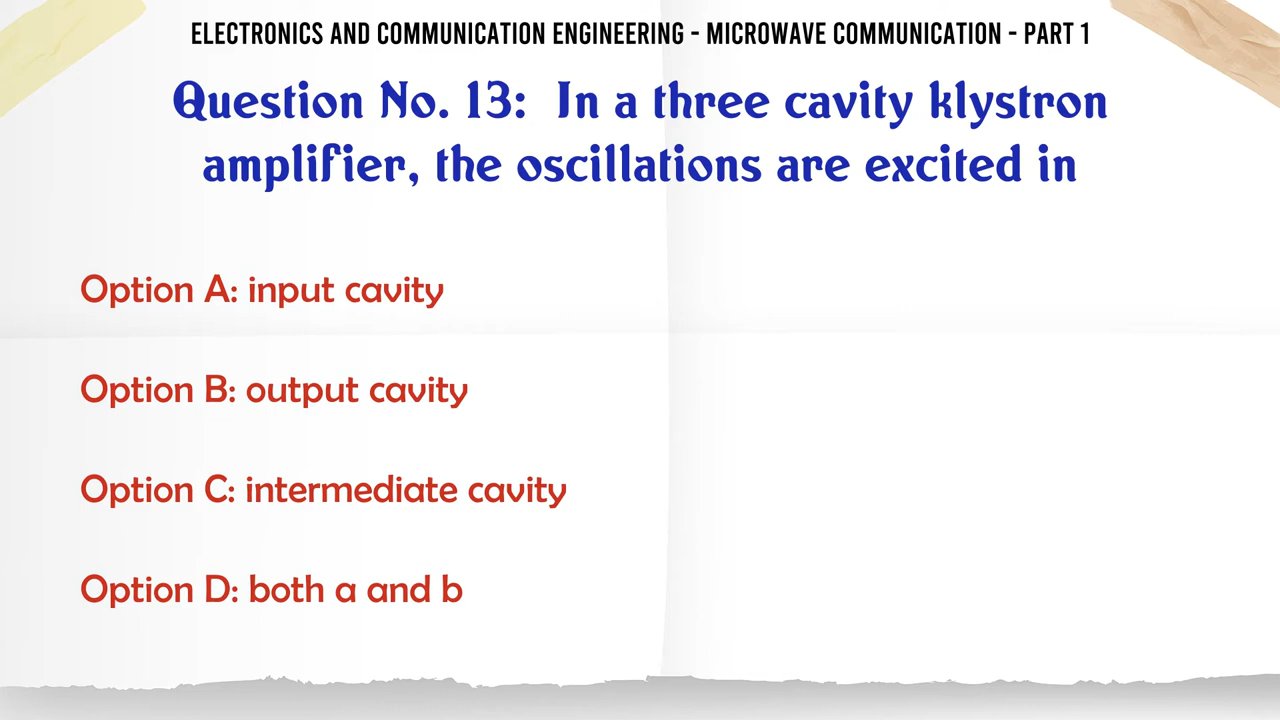 ELECTRONICS AND COMMUNICATION ENGINEERING - MICROWAVE COMMUNICATION - PART 1
Question No. 13: In a three cavity klystron
amplifier, the oscillations are excited in
Option A: input cavity
Option B: output cavity
Option C: intermediate cavity
Option D: both a and b